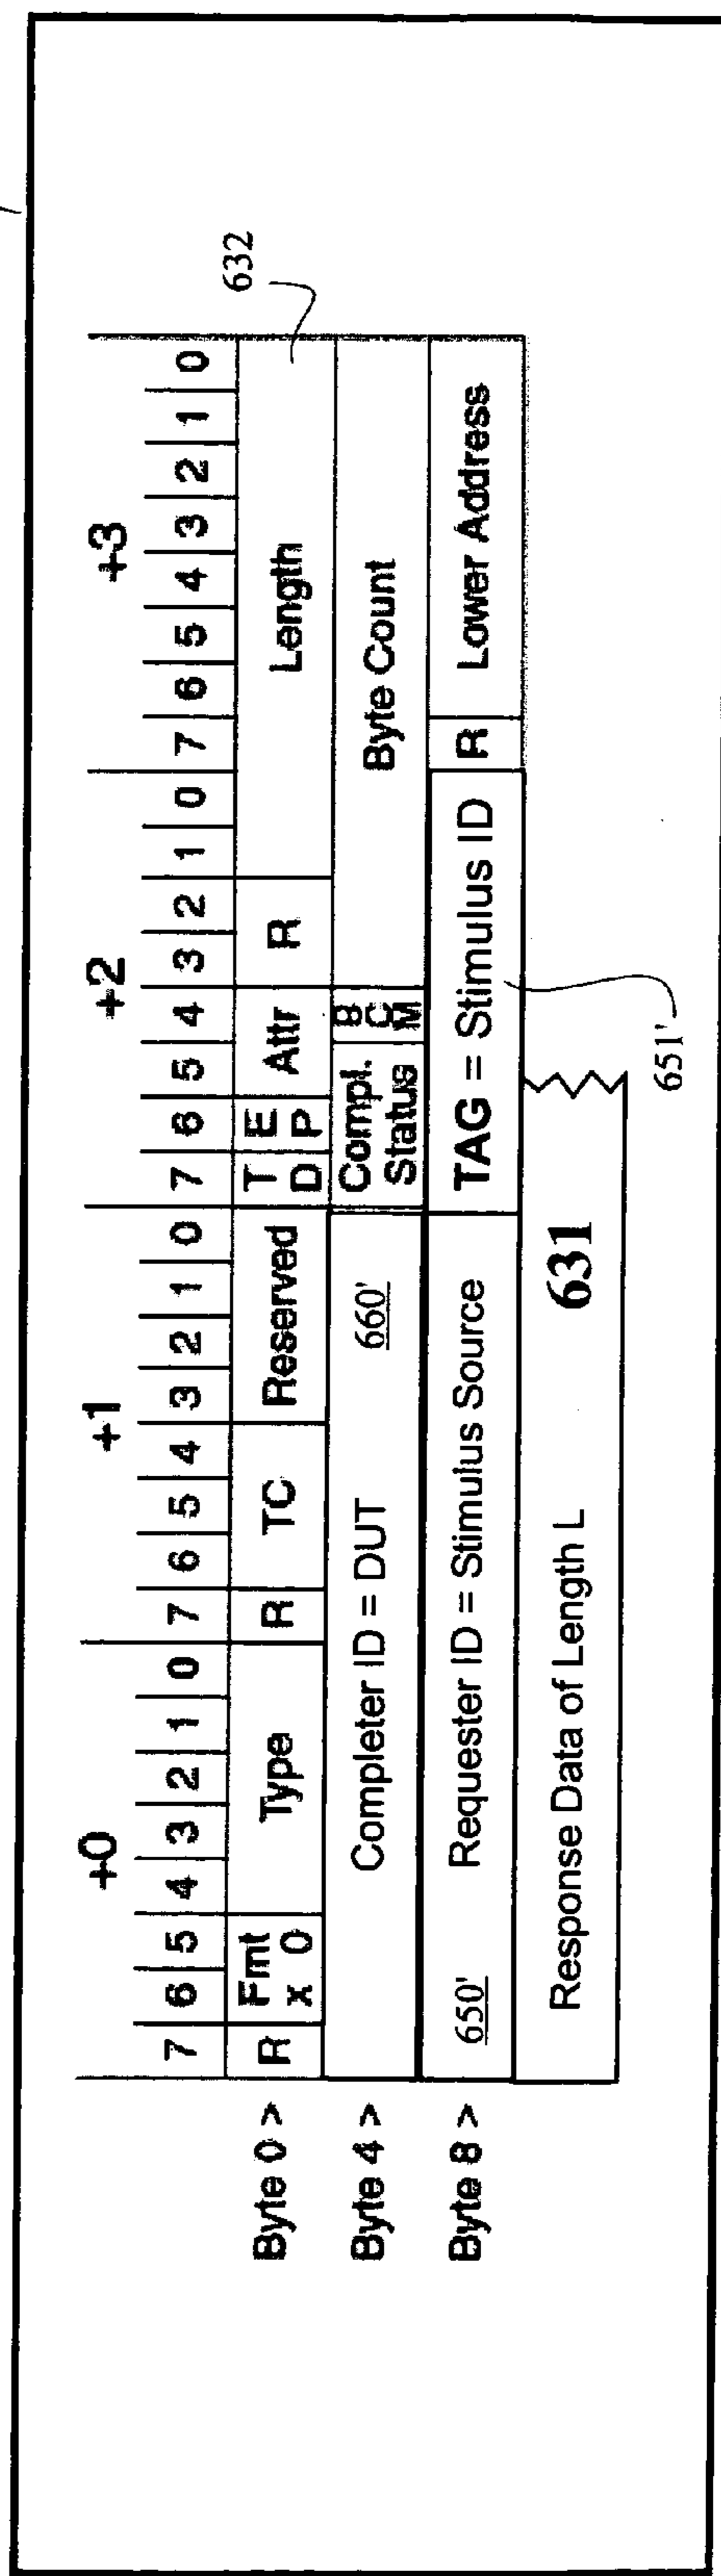 +0 +1 +2 +3
7 6 5 4 3 2 1 0 7 6 5 4 3 2 1 0 7 6 5 4 3 2 1 0 7 6 5 4 3 2 1 0
Byte 0 > R Fmt x 0 Type R TC Reserved T D E P Attr R Length 632
Byte 4 > Completer ID = DUT 660' Compl. Status B C M Byte Count
Byte 8 > 650' Requester ID = Stimulus Source TAG = Stimulus ID R Lower Address
Response Data of Length L 631
651'